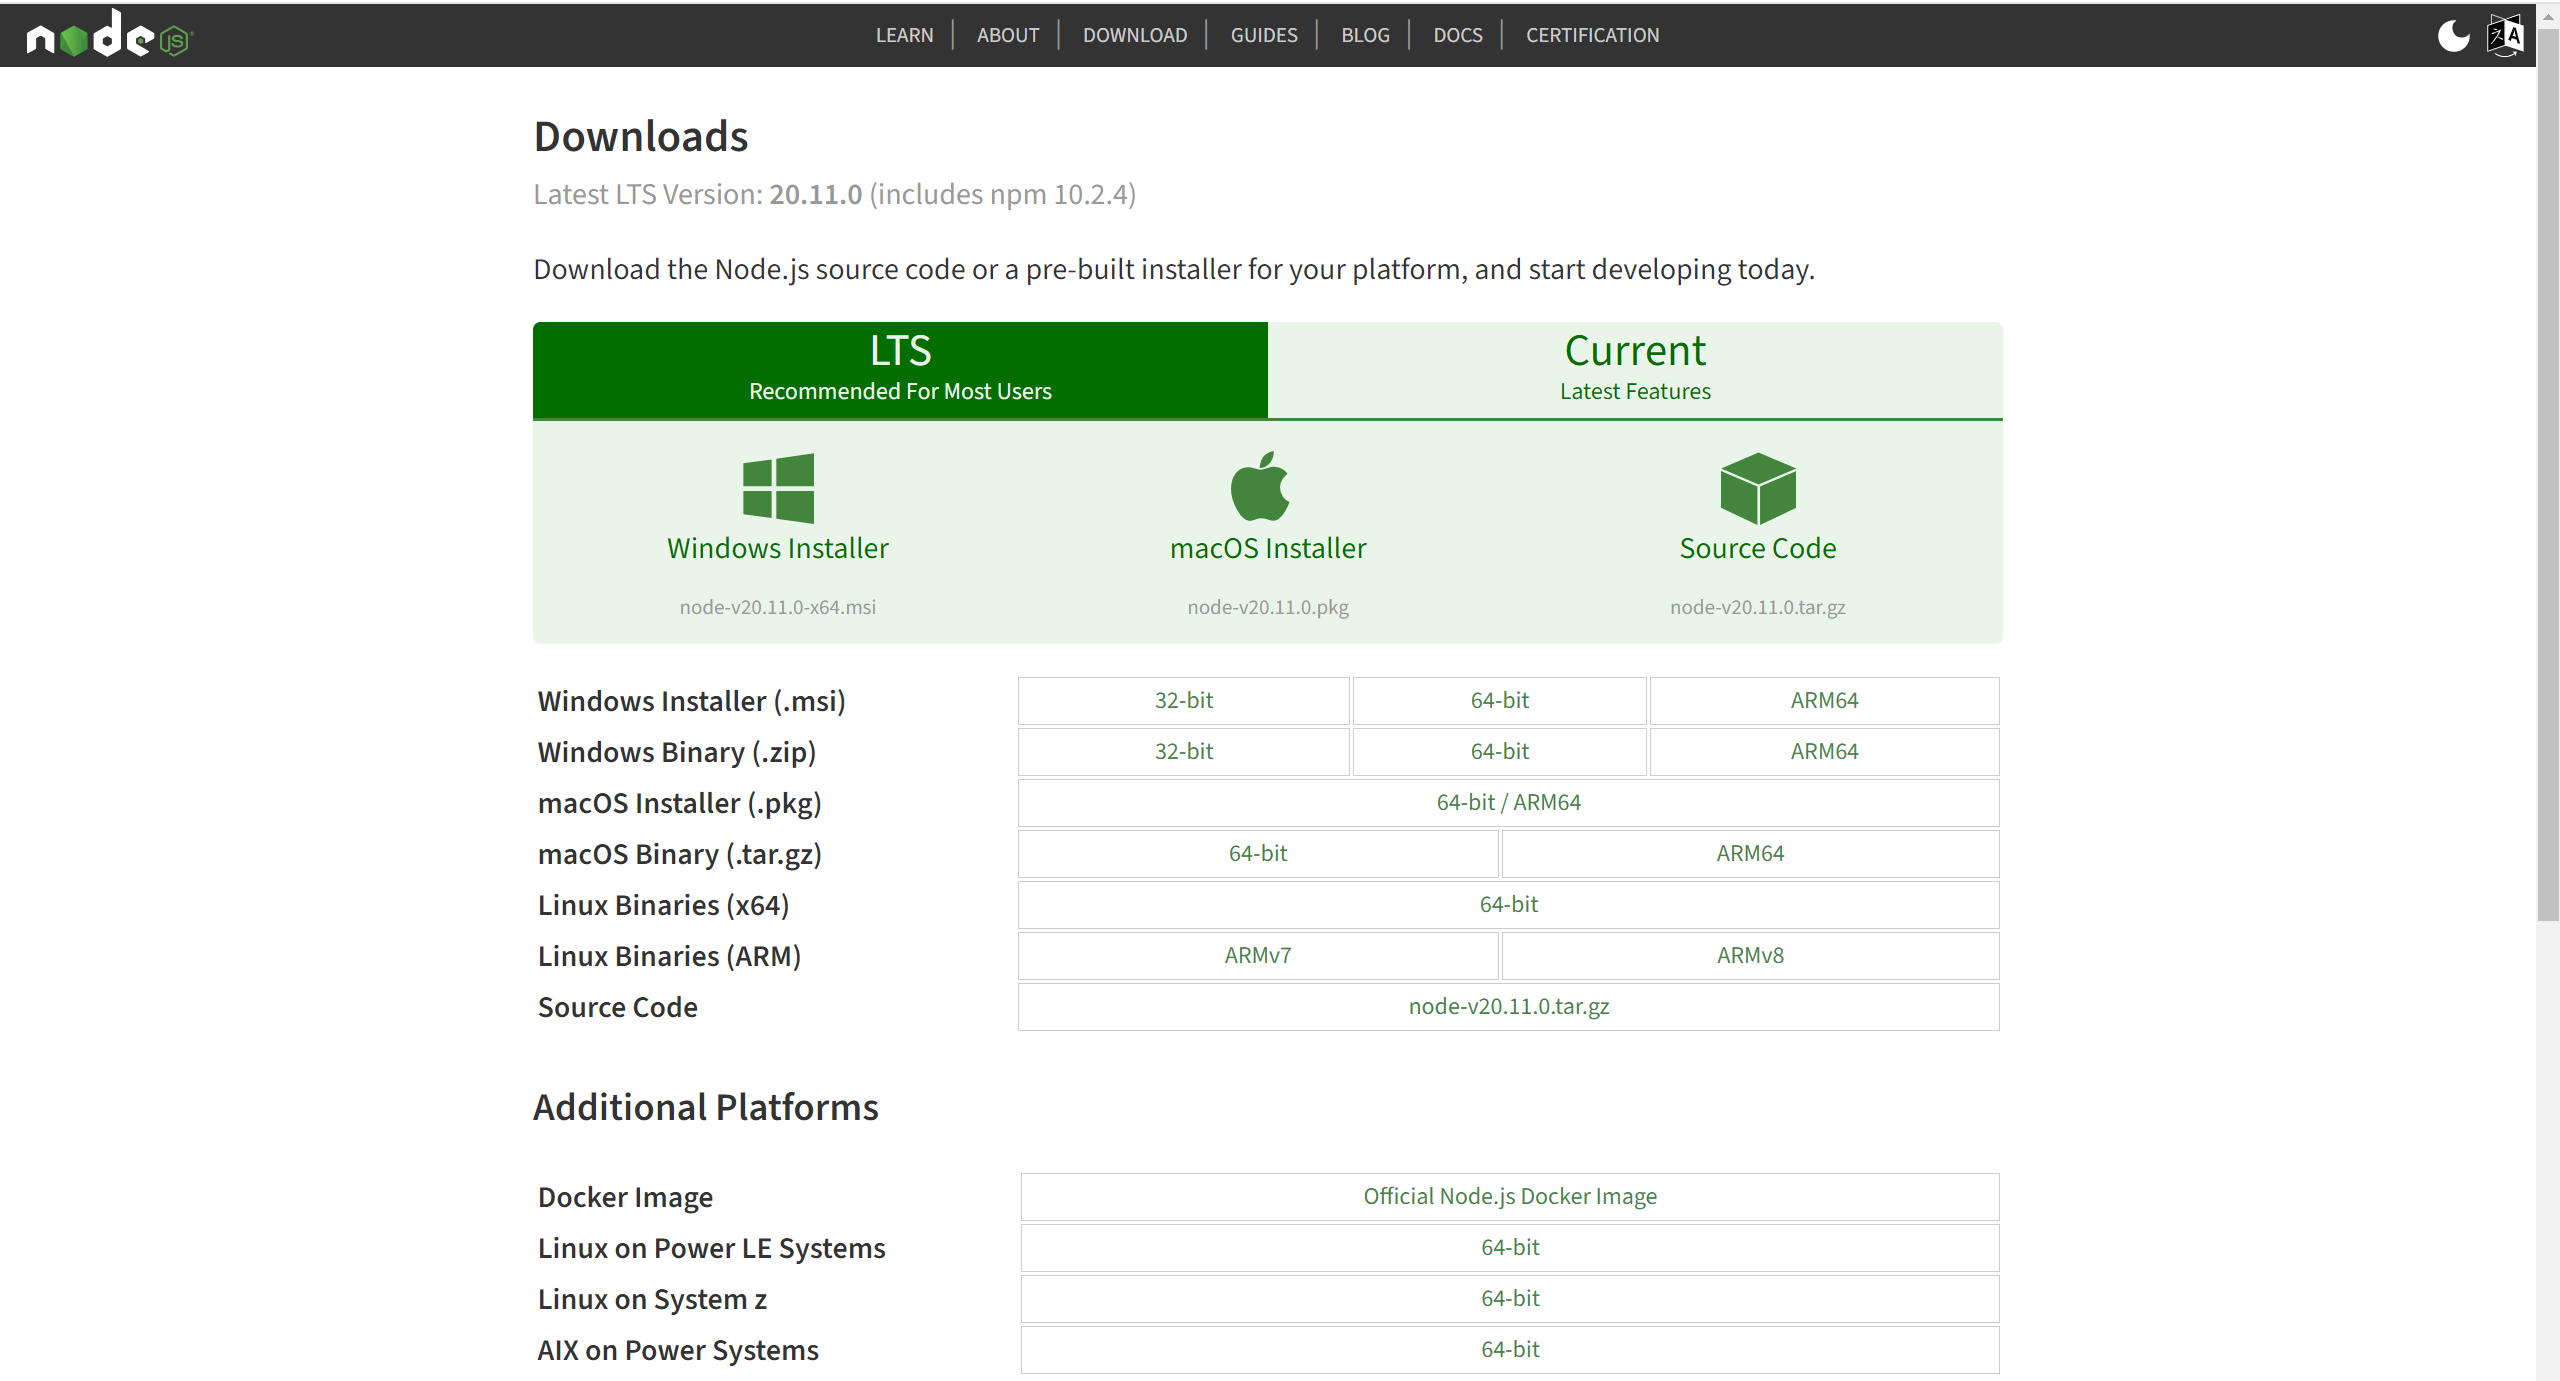 node JS
LEARN | ABOUT | DOWNLOAD | GUIDES | BLOG | DOCS | CERTIFICATION
Downloads
Latest LTS Version: 20.11.0 (includes npm 10.2.4)
Download the Node.js source code or a pre-built installer for your platform, and start developing today.
LTS
Recommended For Most Users
Current
Latest Features
Windows Installer
node-v20.11.0-x64.msi
macOS Installer
node-v20.11.0.pkg
Source Code
node-v20.11.0.tar.gz
Windows Installer (.msi) 32-bit 64-bit ARM64
Windows Binary (.zip) 32-bit 64-bit ARM64
macOS Installer (.pkg) 64-bit / ARM64
macOS Binary (.tar.gz) 64-bit ARM64
Linux Binaries (x64) 64-bit
Linux Binaries (ARM) ARMv7 ARMv8
Source Code node-v20.11.0.tar.gz
Additional Platforms
Docker Image Official Node.js Docker Image
Linux on Power LE Systems 64-bit
Linux on System z 64-bit
AIX on Power Systems 64-bit